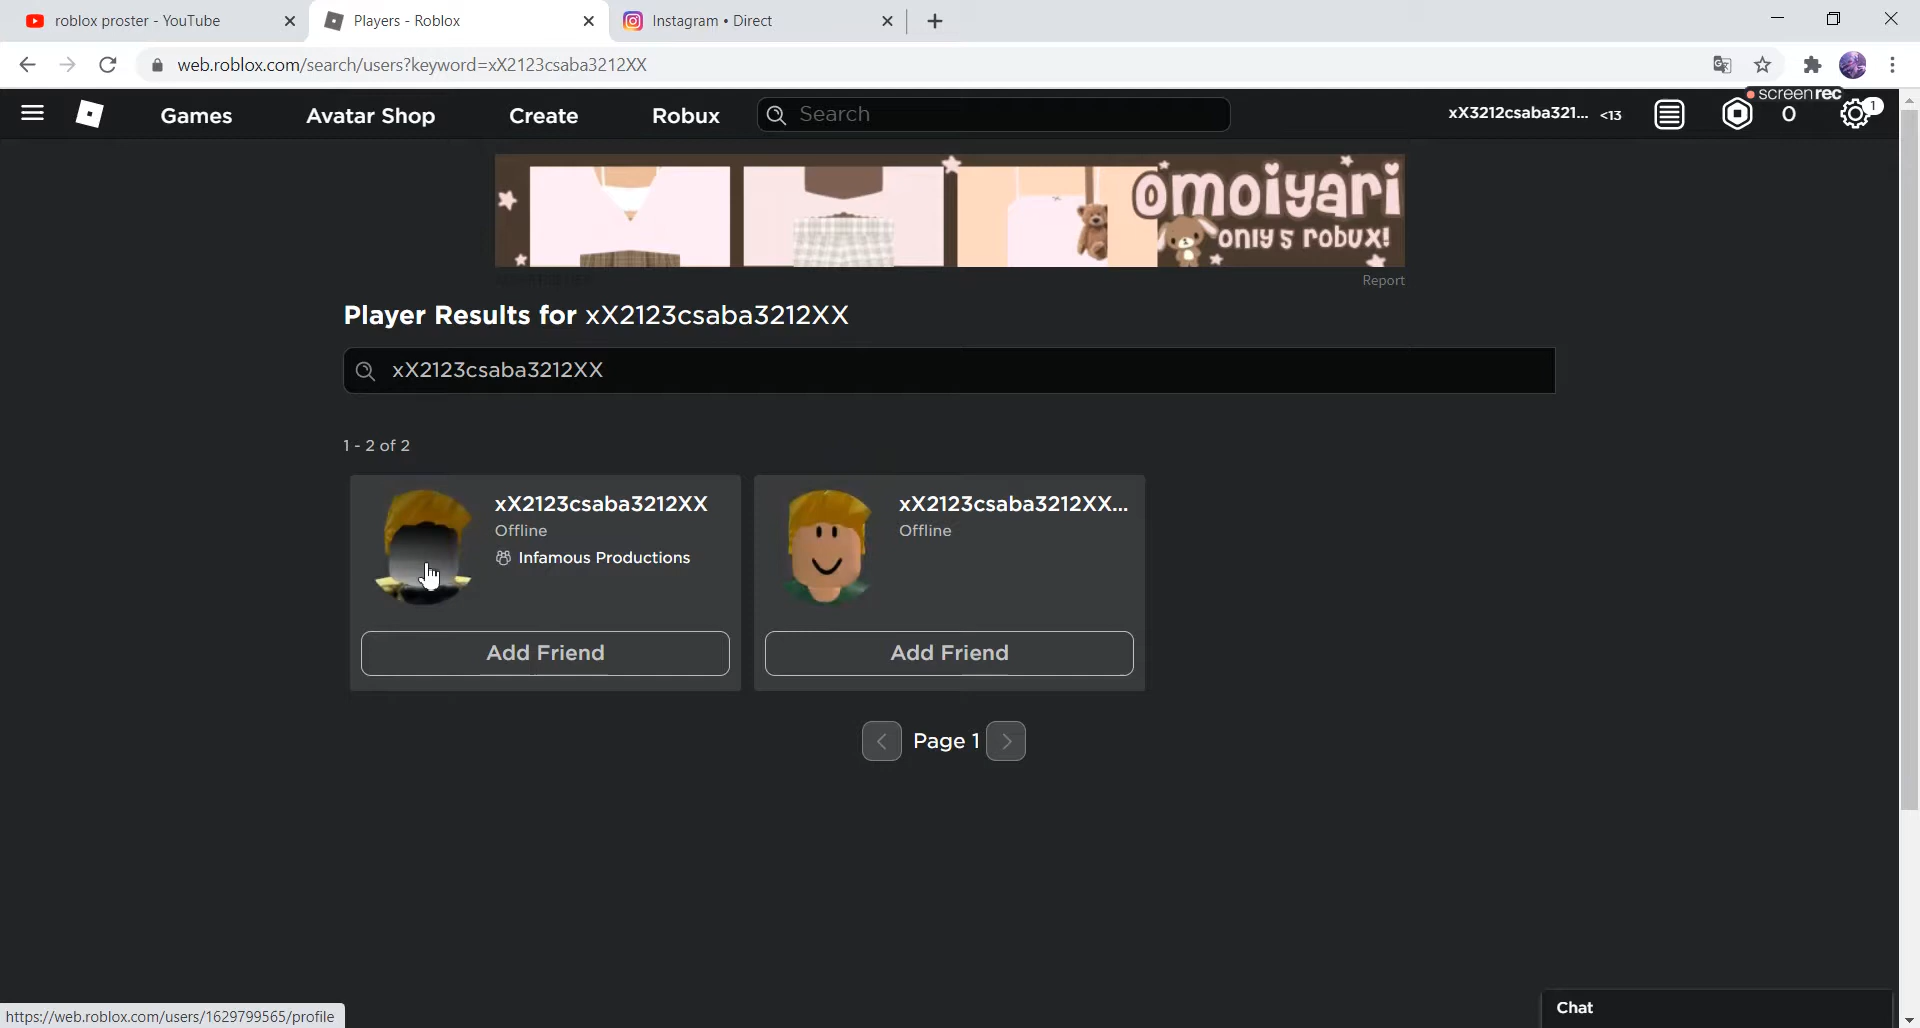 roblox proster - YouTube
Players - Roblox
Instagram • Direct
web.roblox.com/search/users?keyword=xX2123csaba3212XX
screenrec
Games
Avatar Shop
Create
Robux
Search
xX3212csaba321... <13
0
1
omoiyari
only 5 robux!
Report
Player Results for xX2123csaba3212XX
xX2123csaba3212XX
1 - 2 of 2
xX2123csaba3212XX
Offline
Infamous Productions
Add Friend
xX2123csaba3212XX...
Offline
Add Friend
Page 1
Chat
https://web.roblox.com/users/1629799565/profile